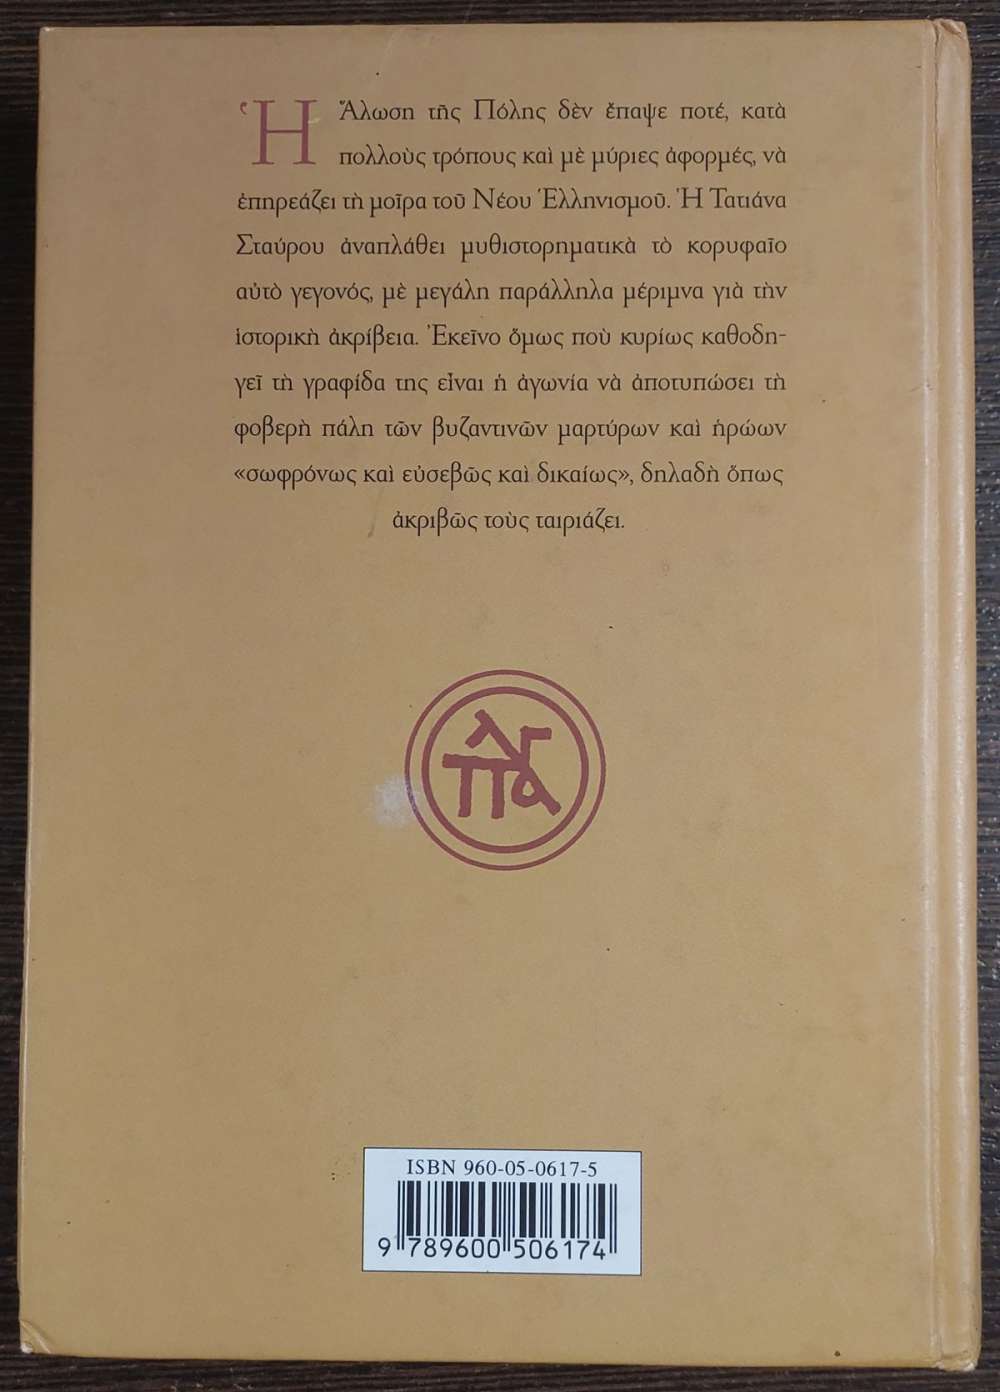 Ἡ Ἅλωση τῆς Πόλης δὲν ἔπαψε ποτέ, κατὰ
πολλοὺς τρόπους καὶ μὲ μύριες ἀφορμές, νὰ
ἐπηρεάζει τὴ μοῖρα τοῦ Νέου Ἑλληνισμοῦ. Ἡ Τατιάνα
Σταύρου ἀναπλάθει μυθιστορηματικὰ τὸ κορυφαῖο
αὐτὸ γεγονός, μὲ μεγάλη παράλληλα μέριμνα γιὰ τὴν
ἱστορικὴ ἀκρίβεια. Ἐκεῖνο ὅμως ποὺ κυρίως καθοδη-
γεῖ τὴ γραφίδα της εἶναι ἡ ἀγωνία νὰ ἀποτυπώσει τὴ
φοβερὴ πάλη τῶν βυζαντινῶν μαρτύρων καὶ ἡρώων
«σωφρόνως καὶ εὐσεβῶς καὶ δικαίως», δηλαδὴ ὅπως
ἀκριβῶς τοὺς ταιριάζει.
ISBN 960-05-0617-5
9 789600 506174